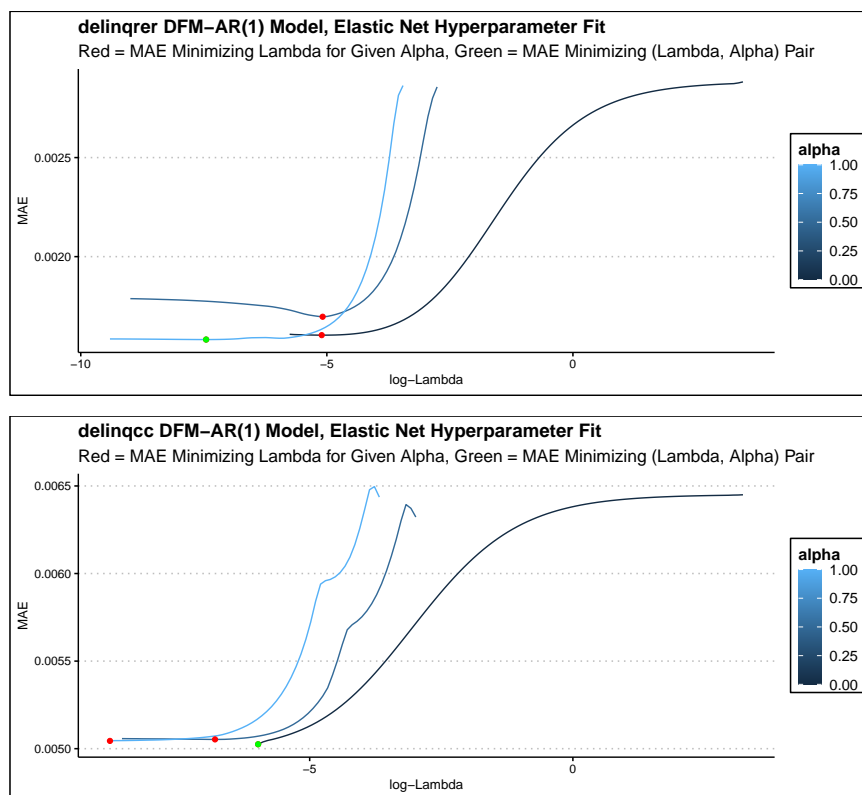 delinqrer DFM−AR(1) Model, Elastic Net Hyperparameter Fit
Red = MAE Minimizing Lambda for Given Alpha, Green = MAE Minimizing (Lambda, Alpha) Pair
0.0025
0.0020
MAE
−10
−5
0
log−Lambda
alpha
1.00
0.75
0.50
0.25
0.00
delinqcc DFM−AR(1) Model, Elastic Net Hyperparameter Fit
Red = MAE Minimizing Lambda for Given Alpha, Green = MAE Minimizing (Lambda, Alpha) Pair
0.0065
0.0060
0.0055
0.0050
MAE
−5
0
log−Lambda
alpha
1.00
0.75
0.50
0.25
0.00